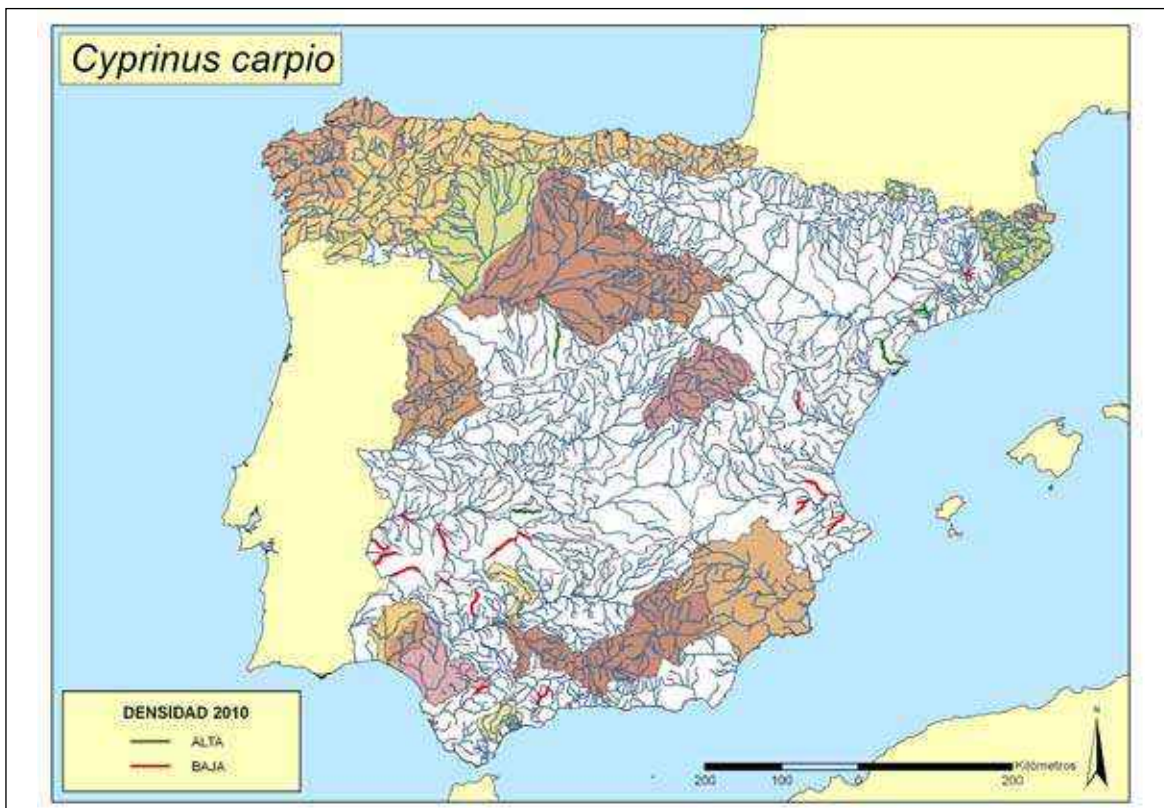 Cyprinus carpio
DENSIDAD 2010
ALTA
BAJA
N
Kilómetros
200 100 0 200